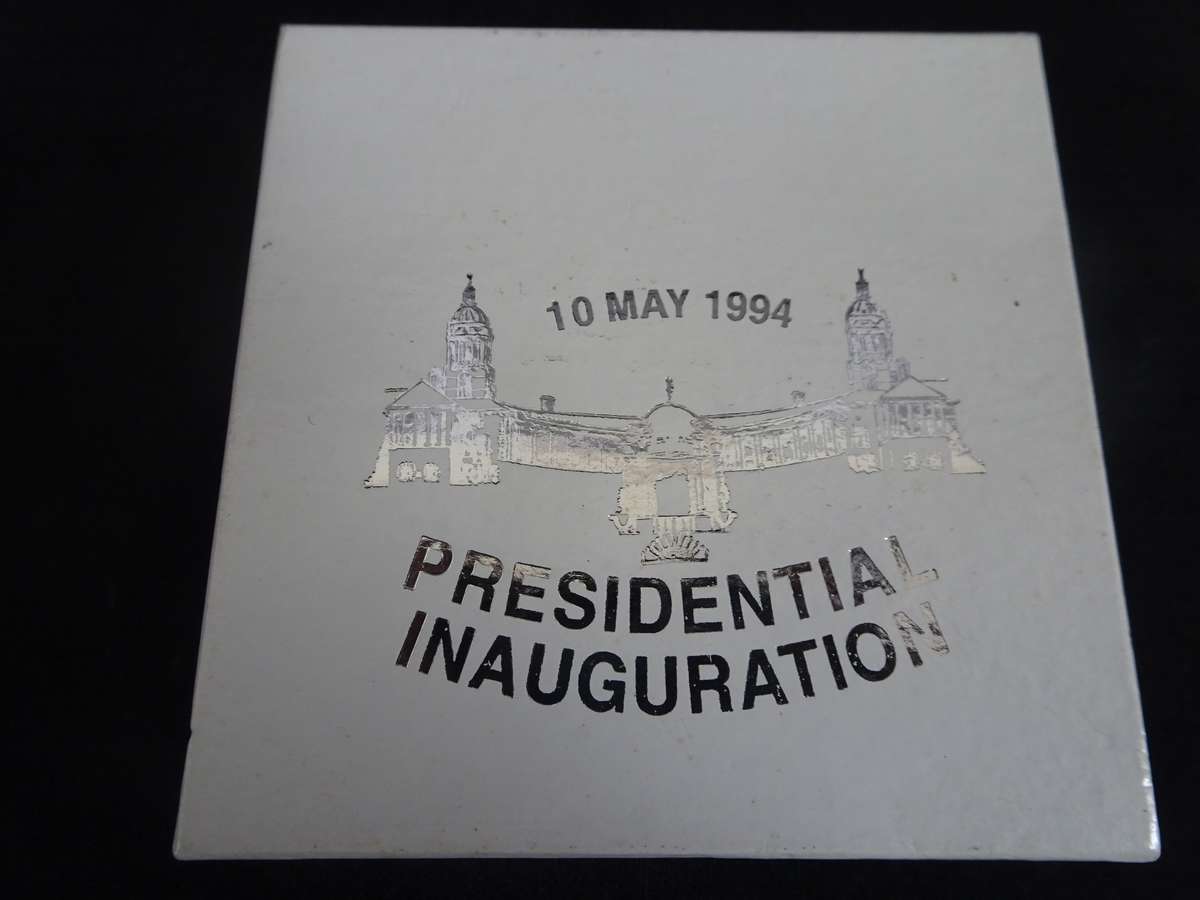 10 MAY 1994
PRESIDENTIAL
INAUGURATION